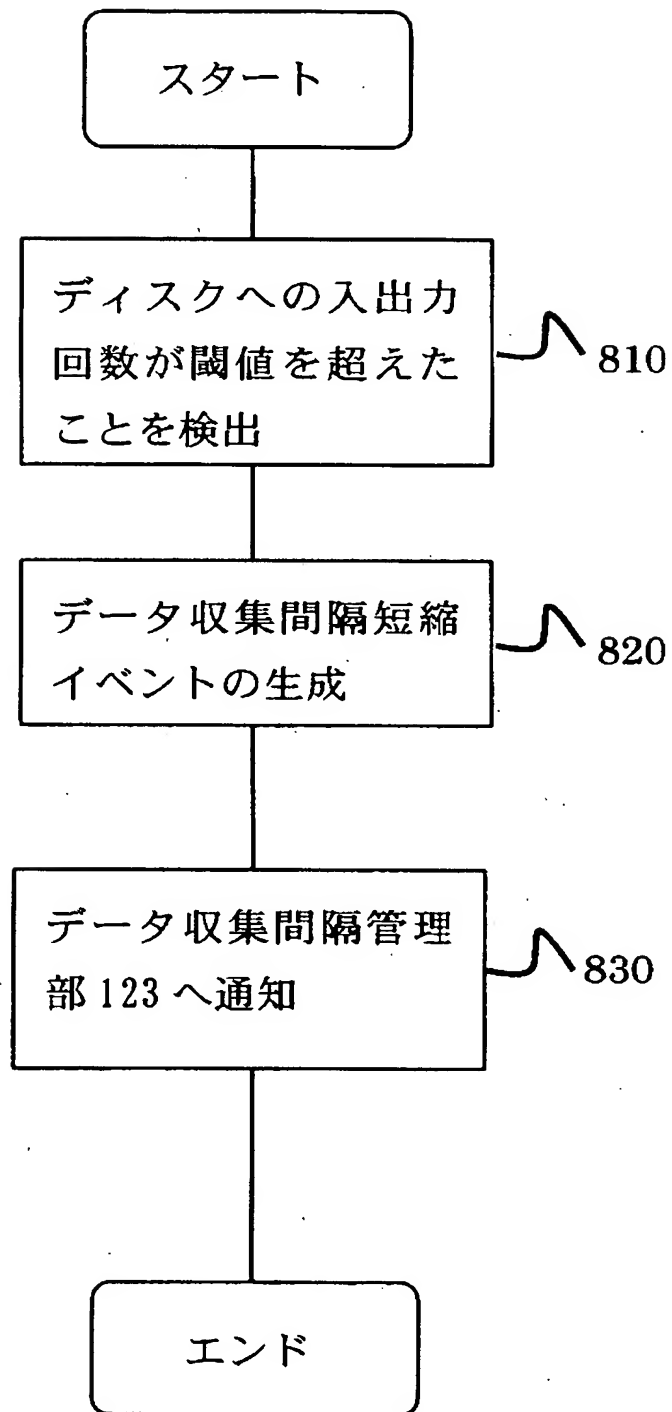 スタート
ディスクへの入出力
回数が閾値を超えた
ことを検出
810
データ収集間隔短縮
イベントの生成
820
データ収集間隔管理
部123へ通知
830
エンド